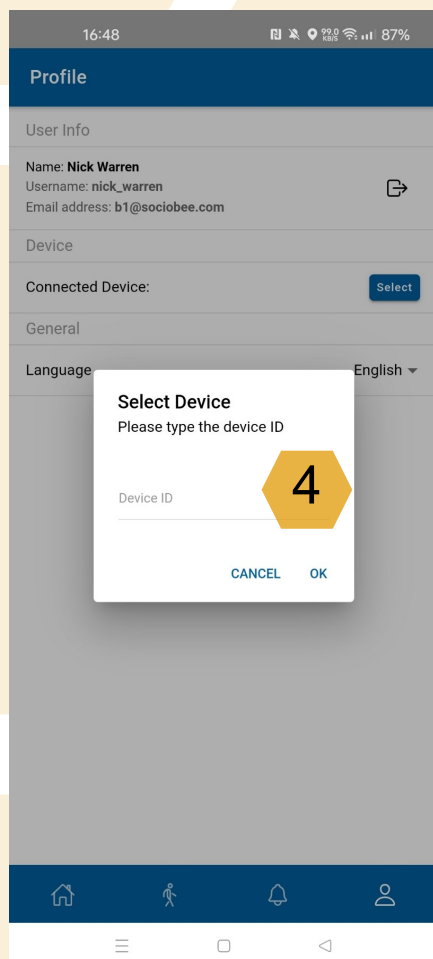 16:48 99.0 KB/S 87%
Profile
User Info
Name: Nick Warren
Username: nick_warren
Email address: b1@sociobee.com
Device
Connected Device: Select
General
Language English
Select Device
Please type the device ID
4
Device ID
CANCEL OK